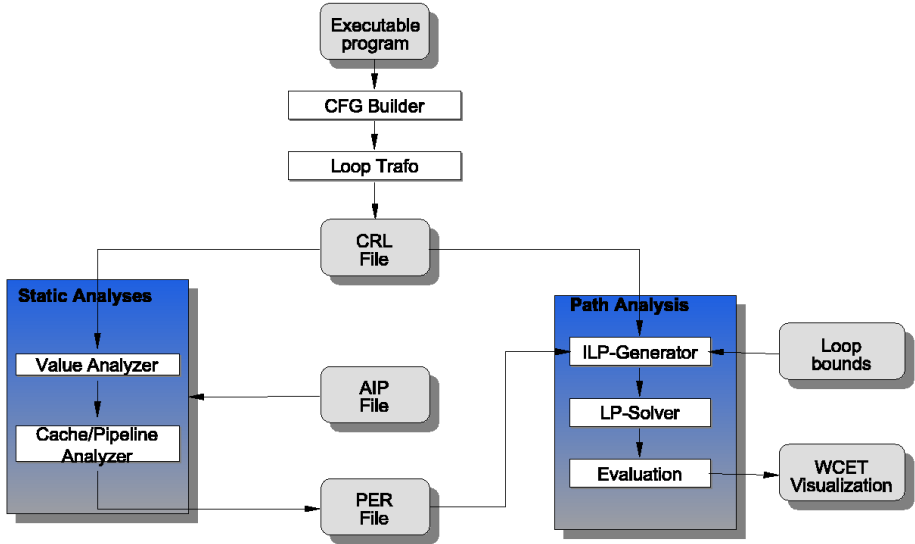 Executable
program
CFG Builder
Loop Trafo
CRL
File
Static Analyses
Value Analyzer
Cache/Pipeline
Analyzer
AIP
File
PER
File
Path Analysis
ILP-Generator
LP-Solver
Evaluation
Loop
bounds
WCET
Visualization